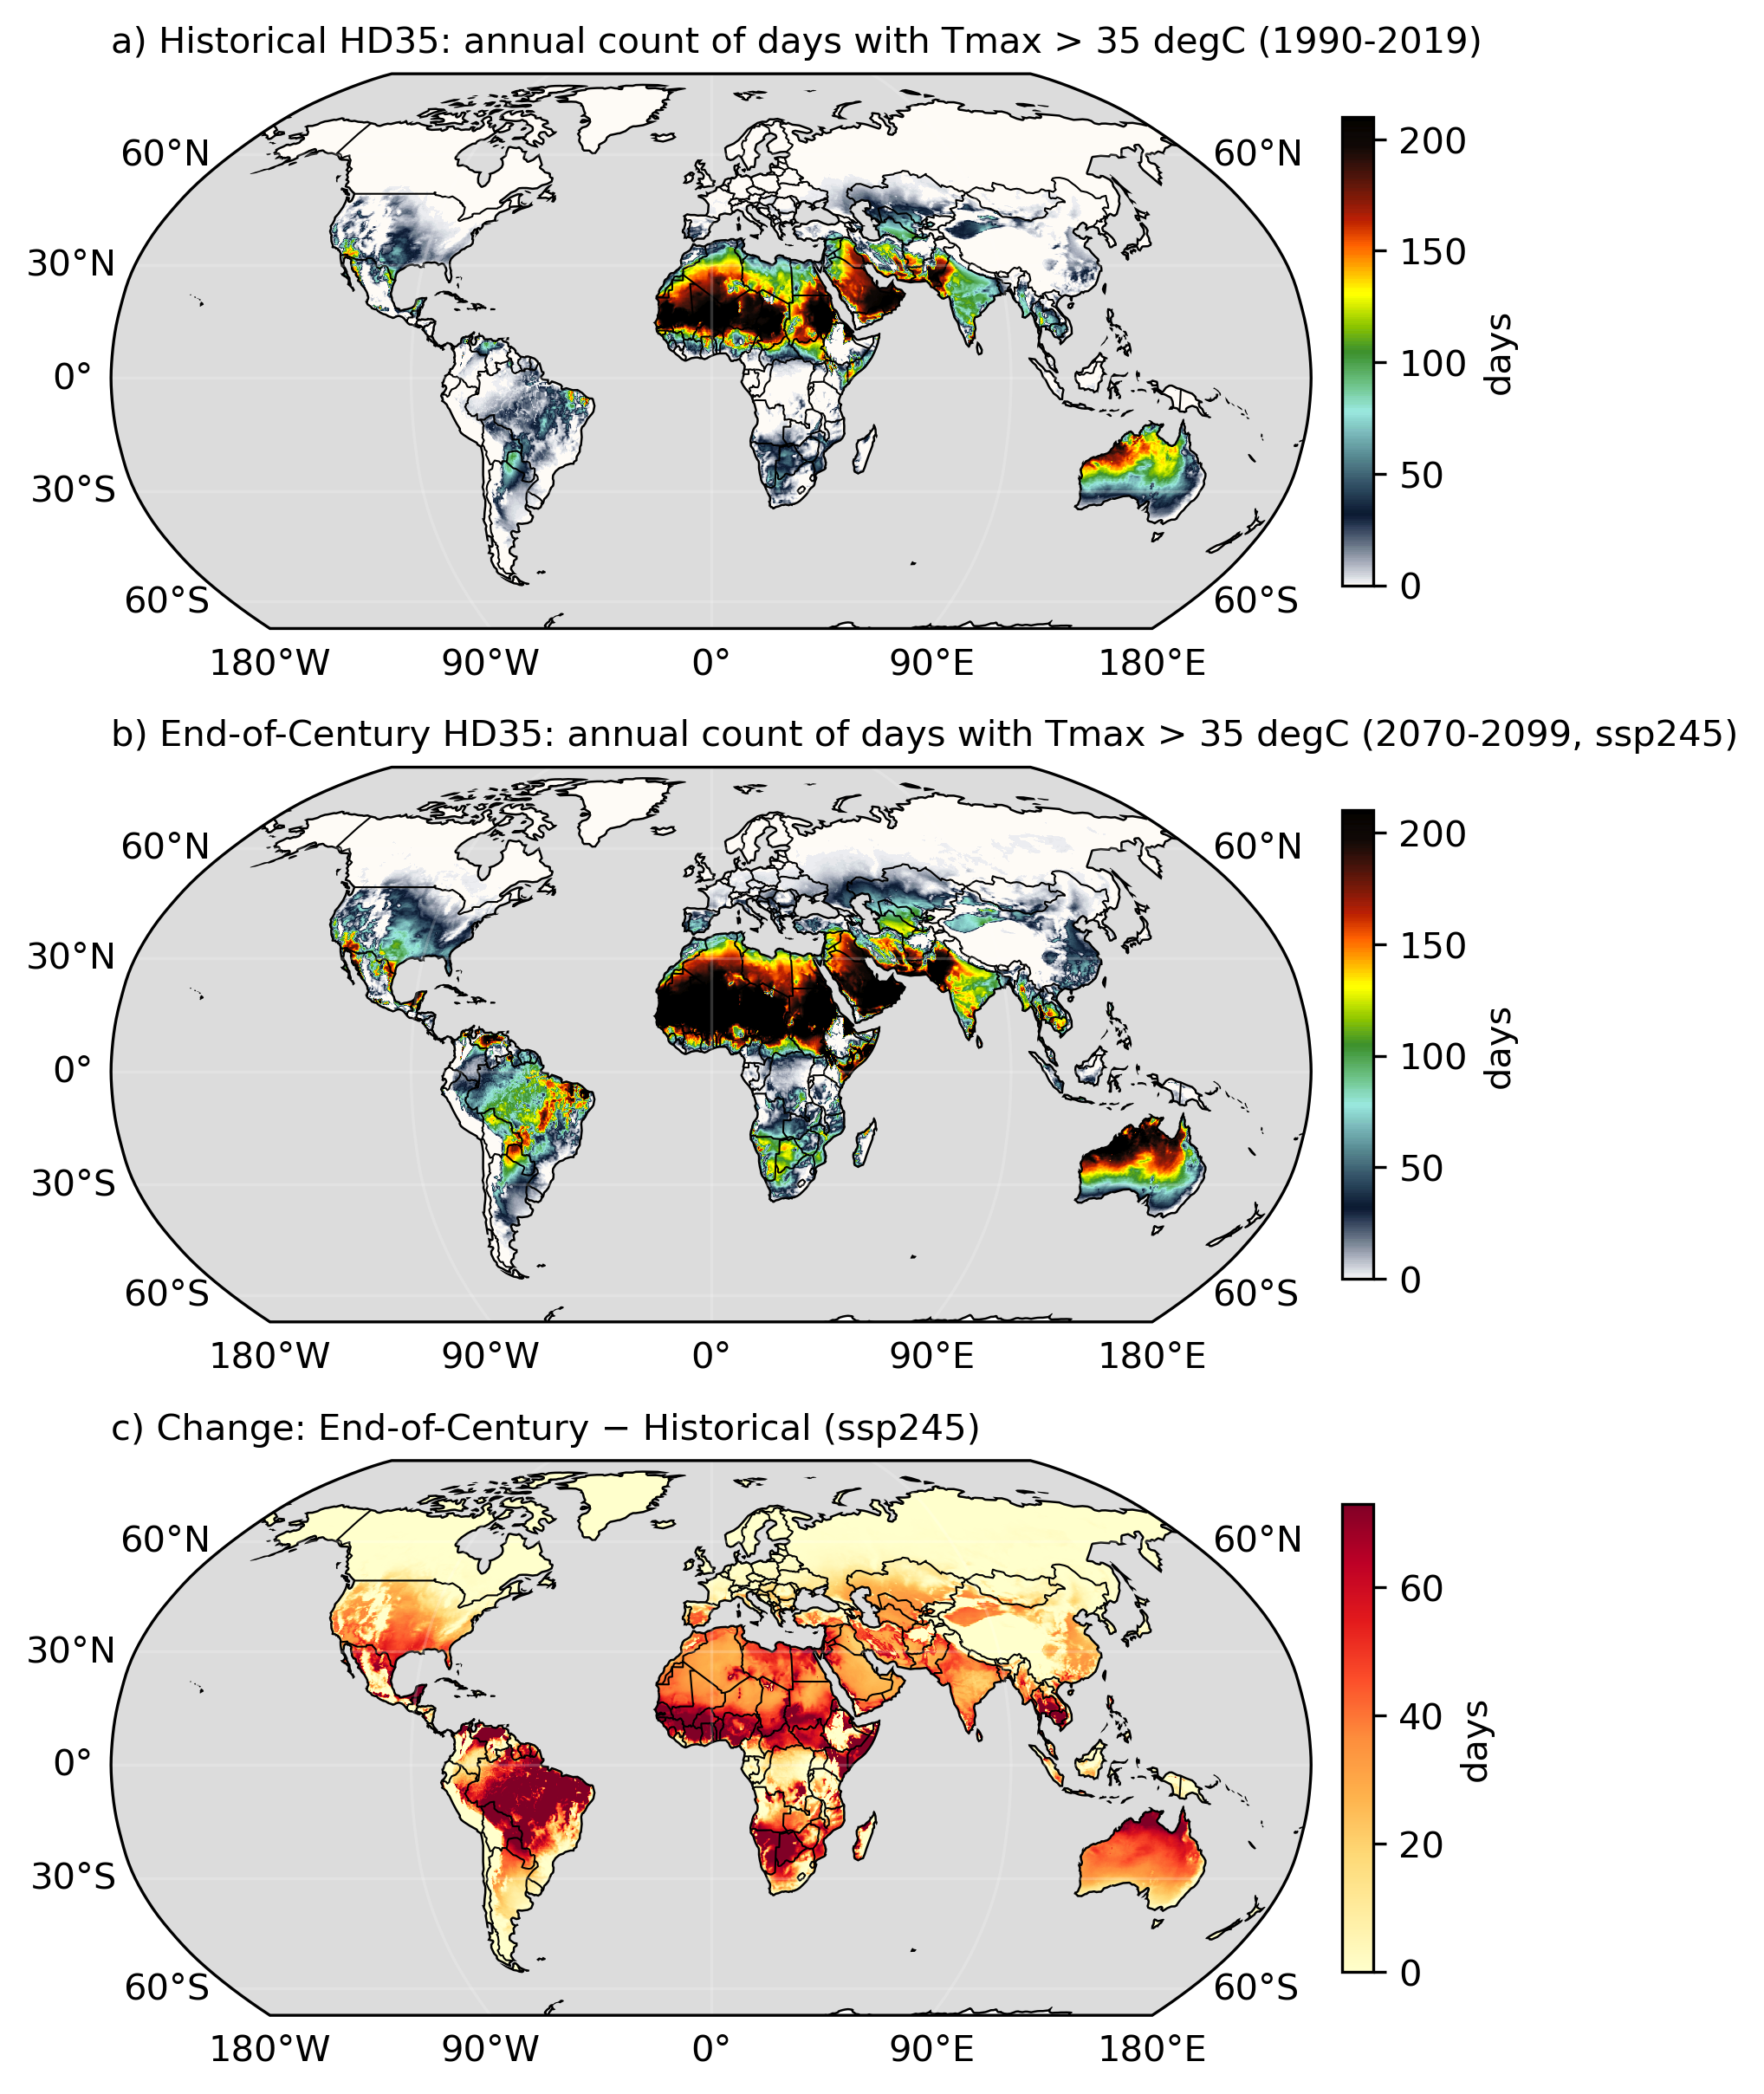 a) Historical HD35: annual count of days with Tmax > 35 degC (1990-2019)
60°N 60°N
30°N
0°
30°S
60°S 60°S
180°W 90°W 0° 90°E 180°E
200
150
100
50
0
days
b) End-of-Century HD35: annual count of days with Tmax > 35 degC (2070-2099, ssp245)
60°N 60°N
30°N
0°
30°S
60°S 60°S
180°W 90°W 0° 90°E 180°E
200
150
100
50
0
days
c) Change: End-of-Century − Historical (ssp245)
60°N 60°N
30°N
0°
30°S
60°S 60°S
180°W 90°W 0° 90°E 180°E
60
40
20
0
days